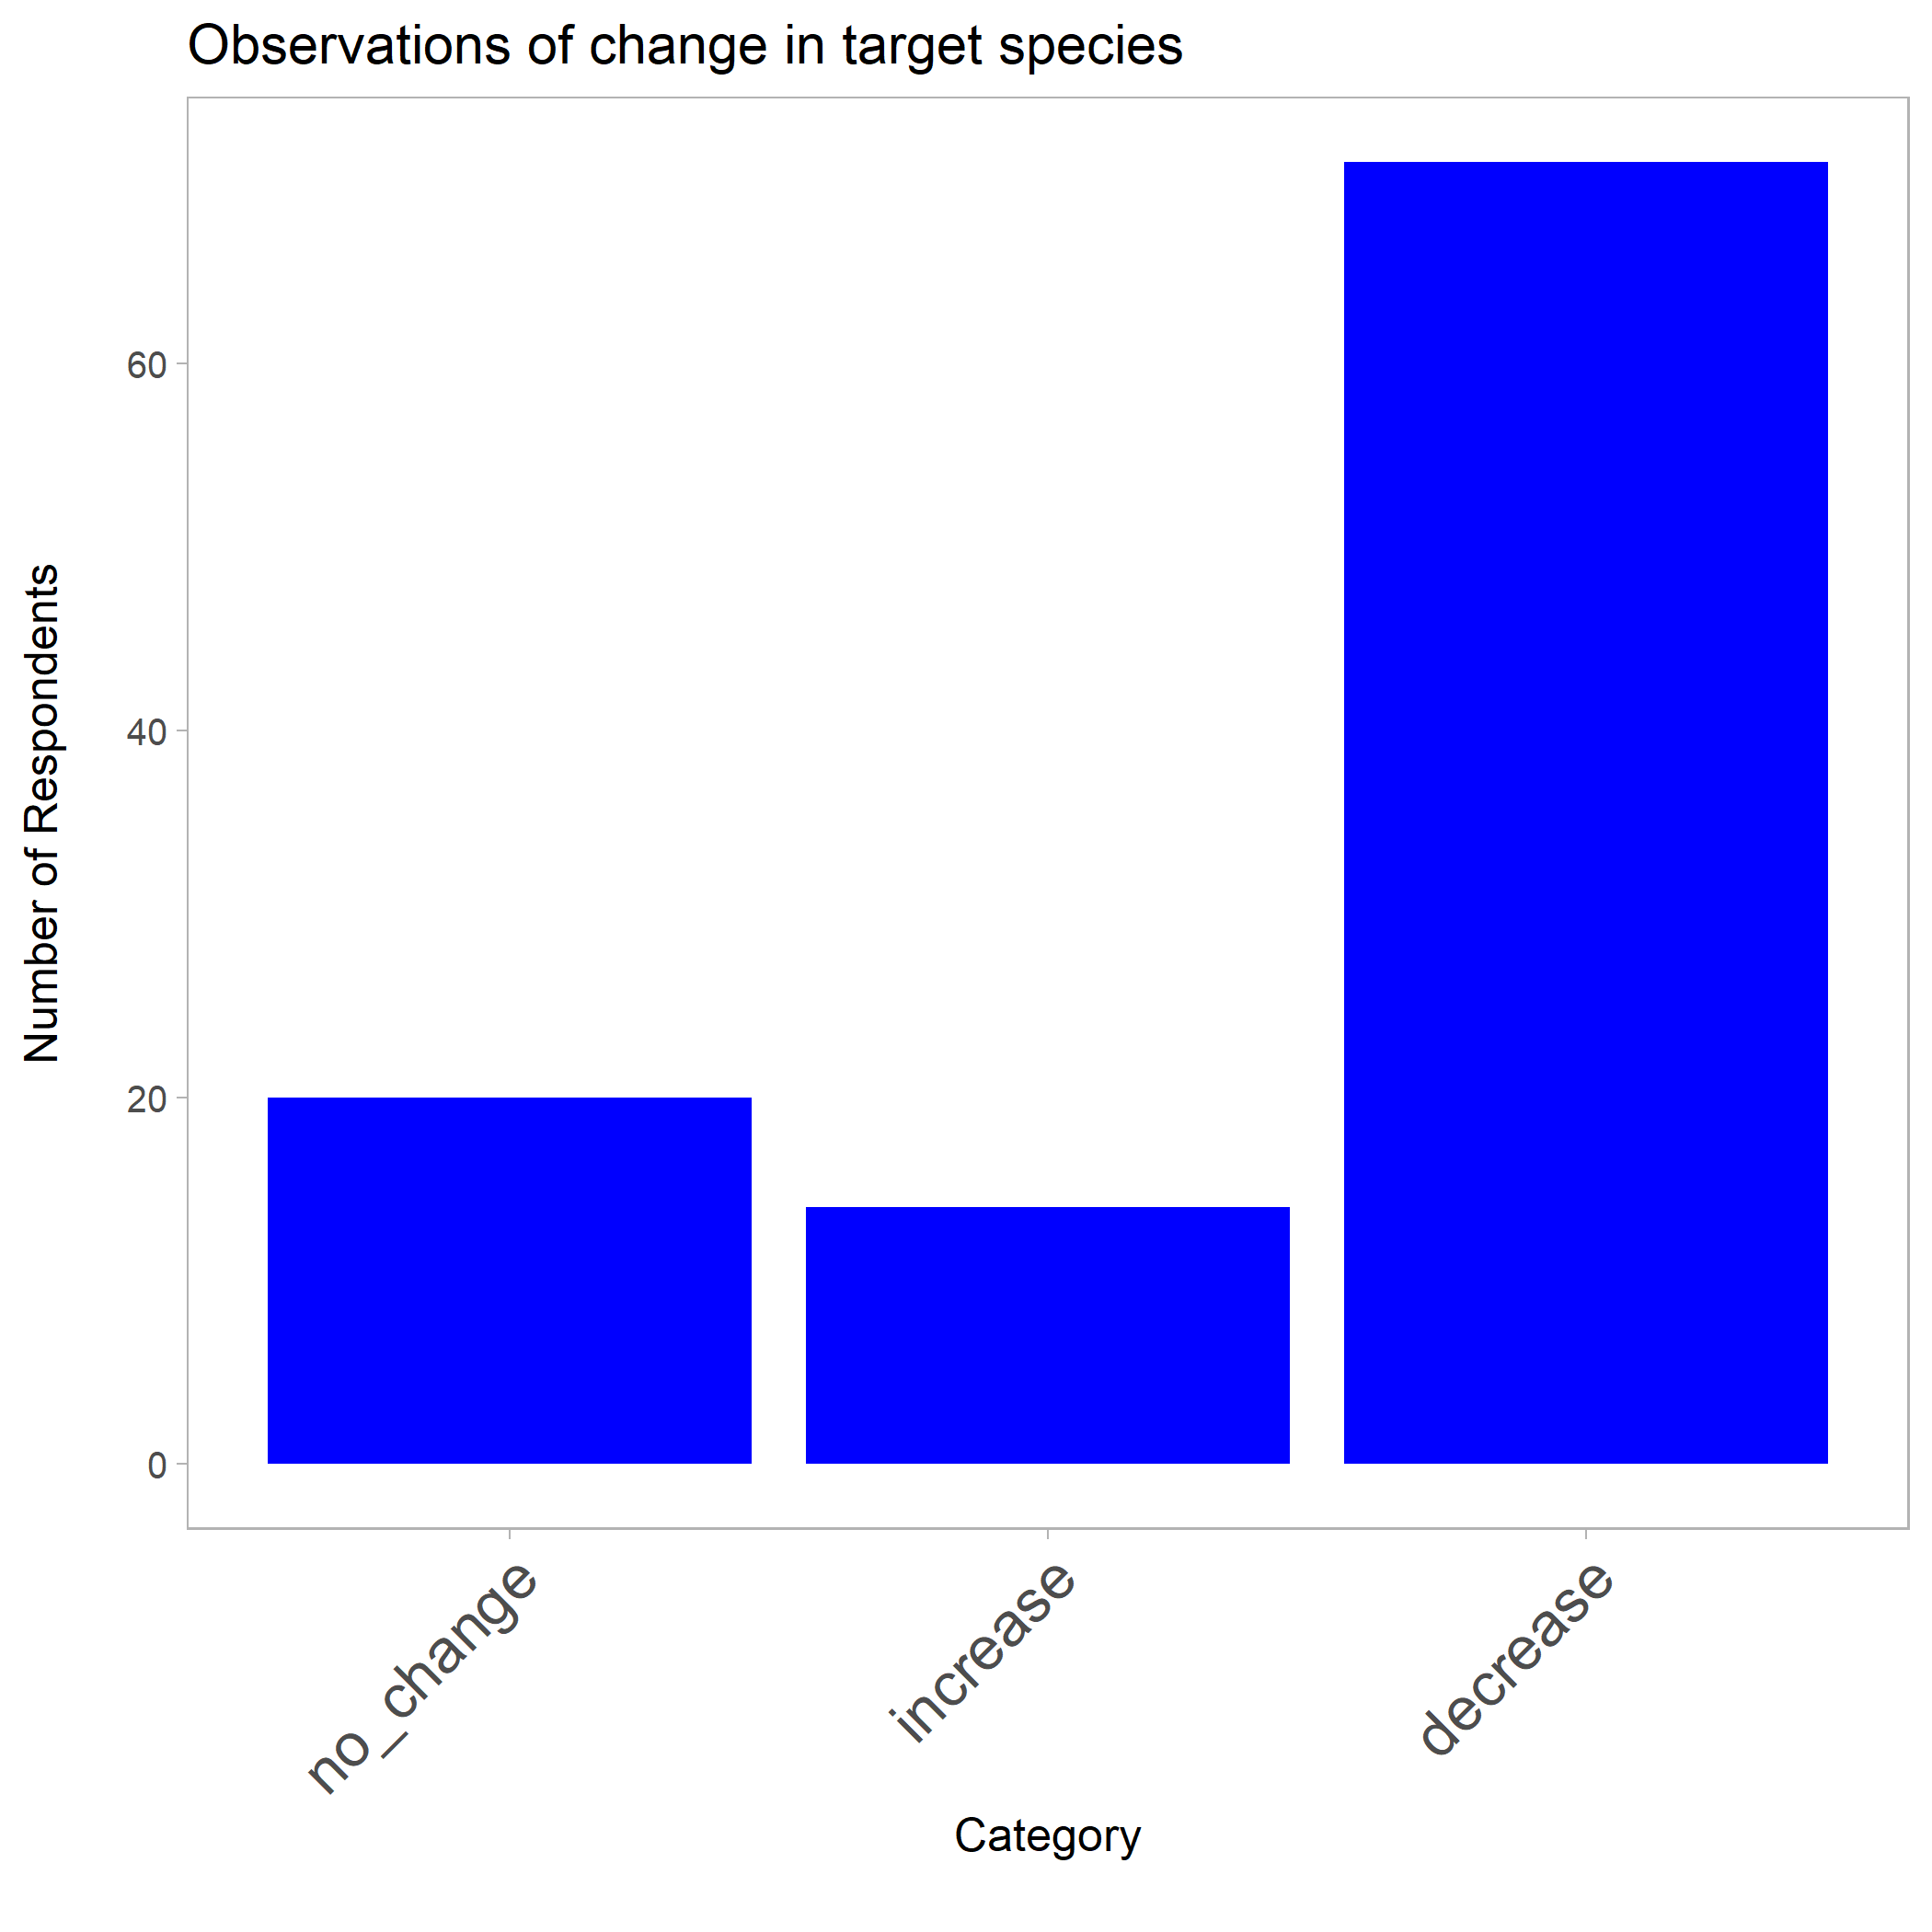 Observations of change in target species
Number of Respondents
60
40
20
0
no_change
increase
decrease
Category